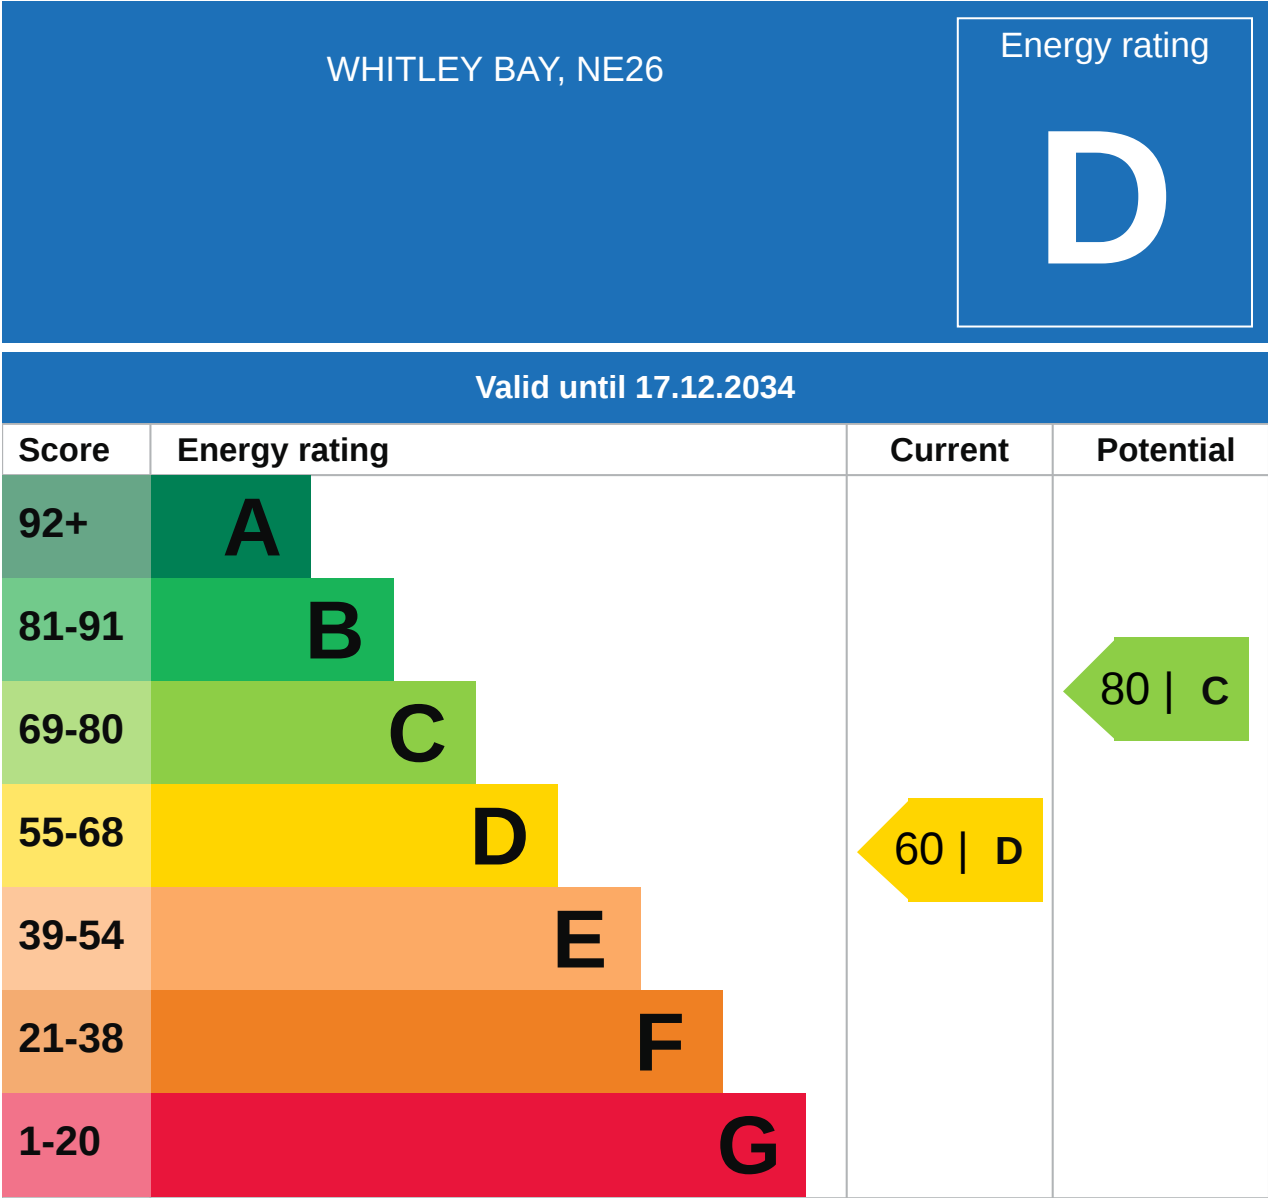 WHITLEY BAY, NE26
Energy rating
D
Valid until 17.12.2034
Score Energy rating Current Potential
92+ A
81-91 B
69-80 C
80 | C
55-68 D
60 | D
39-54 E
21-38 F
1-20 G